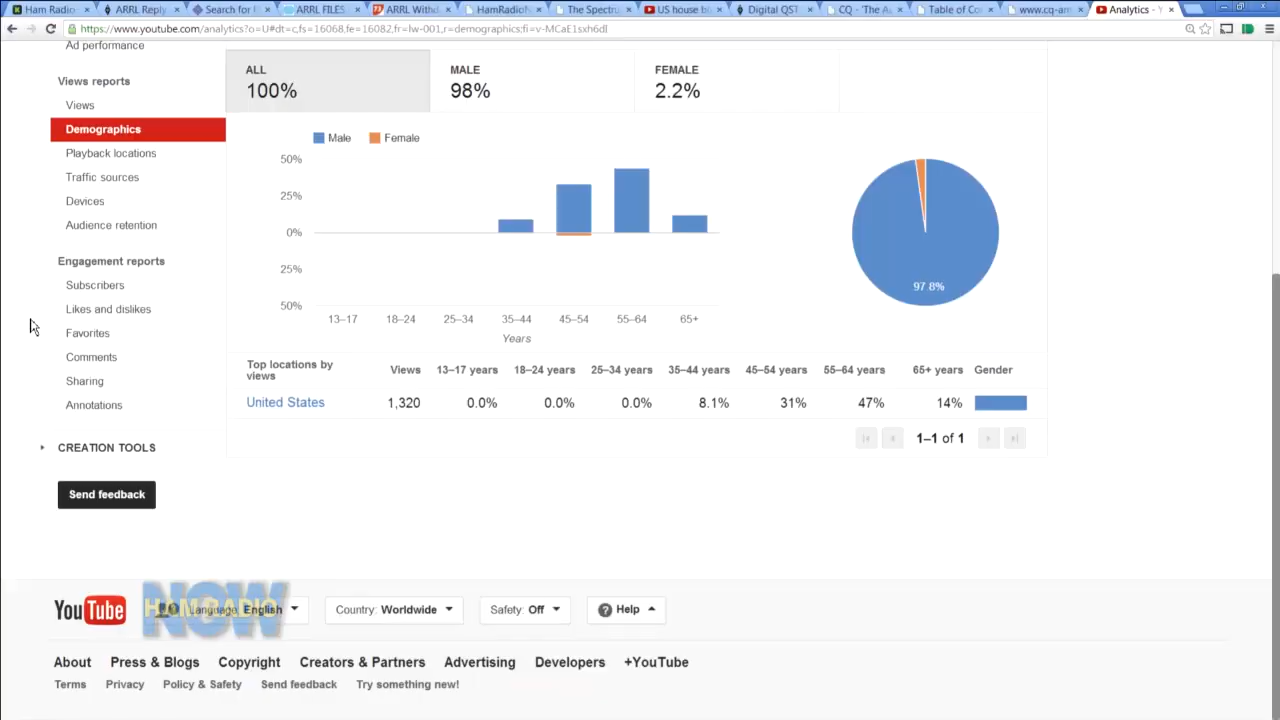 Ham Radio
ARRL Reply
Search for
ARRL FILES
ARRL Withd
HamRadioN
The Spectru
US house b
Digital QST
CQ - 'The A
Table of Co
www.cq-am
Analytics - Y
https://www.youtube.com/analytics?o=U#dt=c,fs=16068,fe=16082,fr=lw-001,r=demographics;fi=v-MCaE1sxh6dI
Ad performance
Views reports
Views
Demographics
Playback locations
Traffic sources
Devices
Audience retention
Engagement reports
Subscribers
Likes and dislikes
Favorites
Comments
Sharing
Annotations
CREATION TOOLS
Send feedback
ALL
100%
MALE
98%
FEMALE
2.2%
Male Female
50%
25%
0%
25%
50%
13–17 18–24 25–34 35–44 45–54 55–64 65+
Years
97.8%
Top locations by views Views 13–17 years 18–24 years 25–34 years 35–44 years 45–54 years 55–64 years 65+ years Gender
United States 1,320 0.0% 0.0% 0.0% 8.1% 31% 47% 14%
1–1 of 1
YouTube
HAM RADIO
NOW
Language: English
Country: Worldwide
Safety: Off
Help
About Press & Blogs Copyright Creators & Partners Advertising Developers +YouTube
Terms Privacy Policy & Safety Send feedback Try something new!